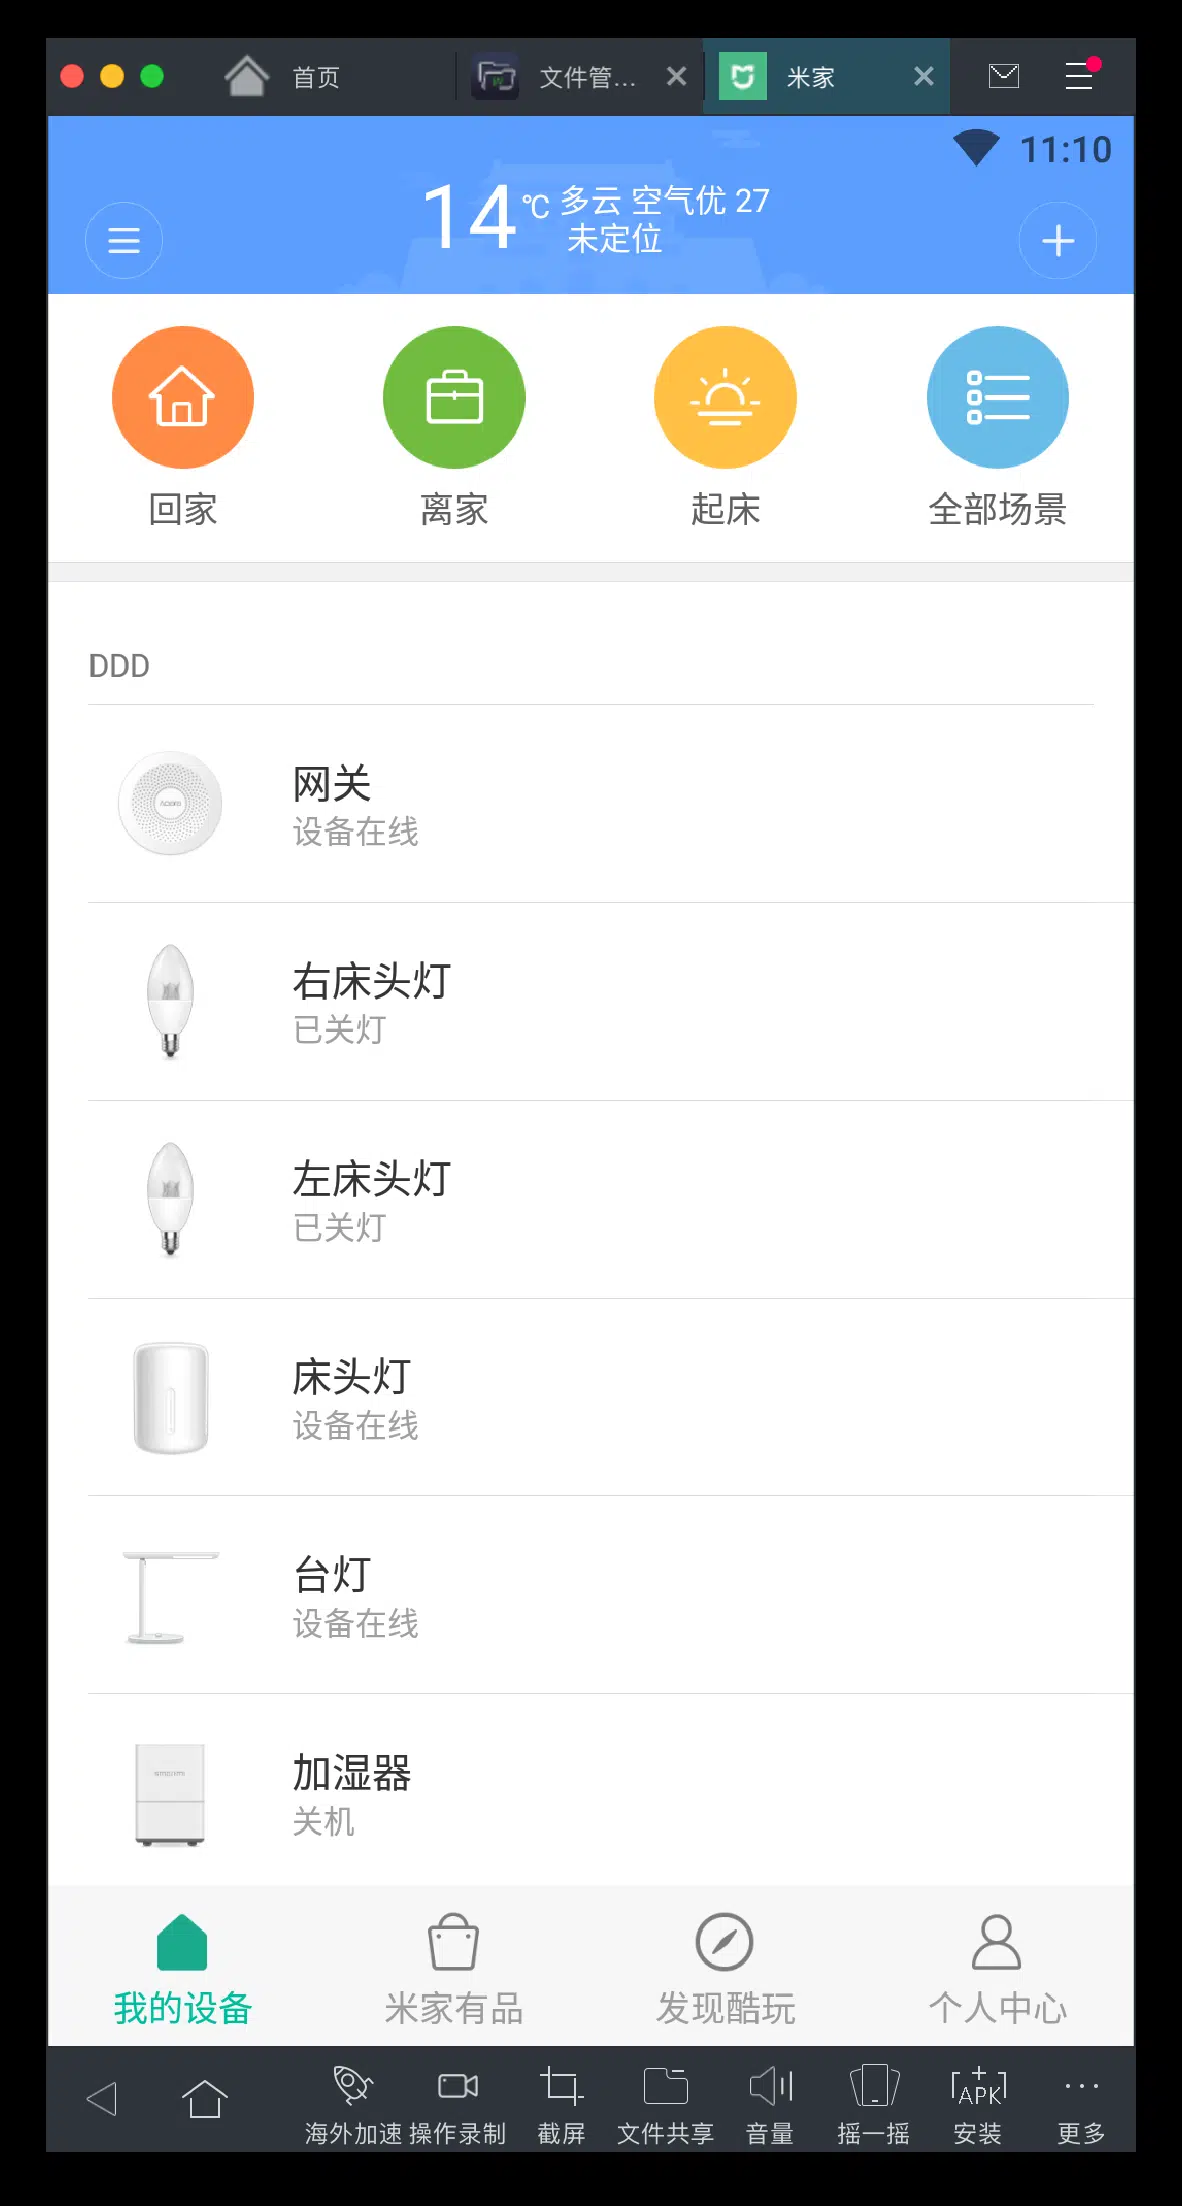 首页
文件管...
米家
11:10
14℃ 多云 空气优 27
未定位
回家
离家
起床
全部场景
DDD
Aqara
网关
设备在线
右床头灯
已关灯
左床头灯
已关灯
床头灯
设备在线
台灯
设备在线
加湿器
关机
我的设备
米家有品
发现酷玩
个人中心
APK
海外加速
操作录制
截屏
文件共享
音量
摇一摇
安装
更多